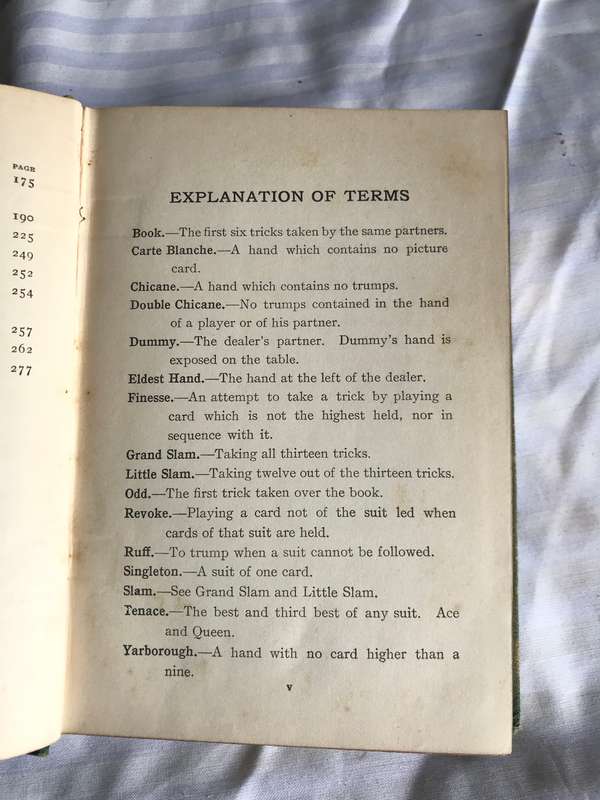 PAGE
175
190
225
249
252
254
257
262
277
EXPLANATION OF TERMS
Book.—The first six tricks taken by the same partners.
Carte Blanche.—A hand which contains no picture
card.
Chicane.—A hand which contains no trumps.
Double Chicane.—No trumps contained in the hand
of a player or of his partner.
Dummy.—The dealer's partner. Dummy's hand is
exposed on the table.
Eldest Hand.—The hand at the left of the dealer.
Finesse.—An attempt to take a trick by playing a
card which is not the highest held, nor in
sequence with it.
Grand Slam.—Taking all thirteen tricks.
Little Slam.—Taking twelve out of the thirteen tricks.
Odd.—The first trick taken over the book.
Revoke.—Playing a card not of the suit led when
cards of that suit are held.
Ruff.—To trump when a suit cannot be followed.
Singleton.—A suit of one card.
Slam.—See Grand Slam and Little Slam.
Tenace.—The best and third best of any suit. Ace
and Queen.
Yarborough.—A hand with no card higher than a
nine.
v